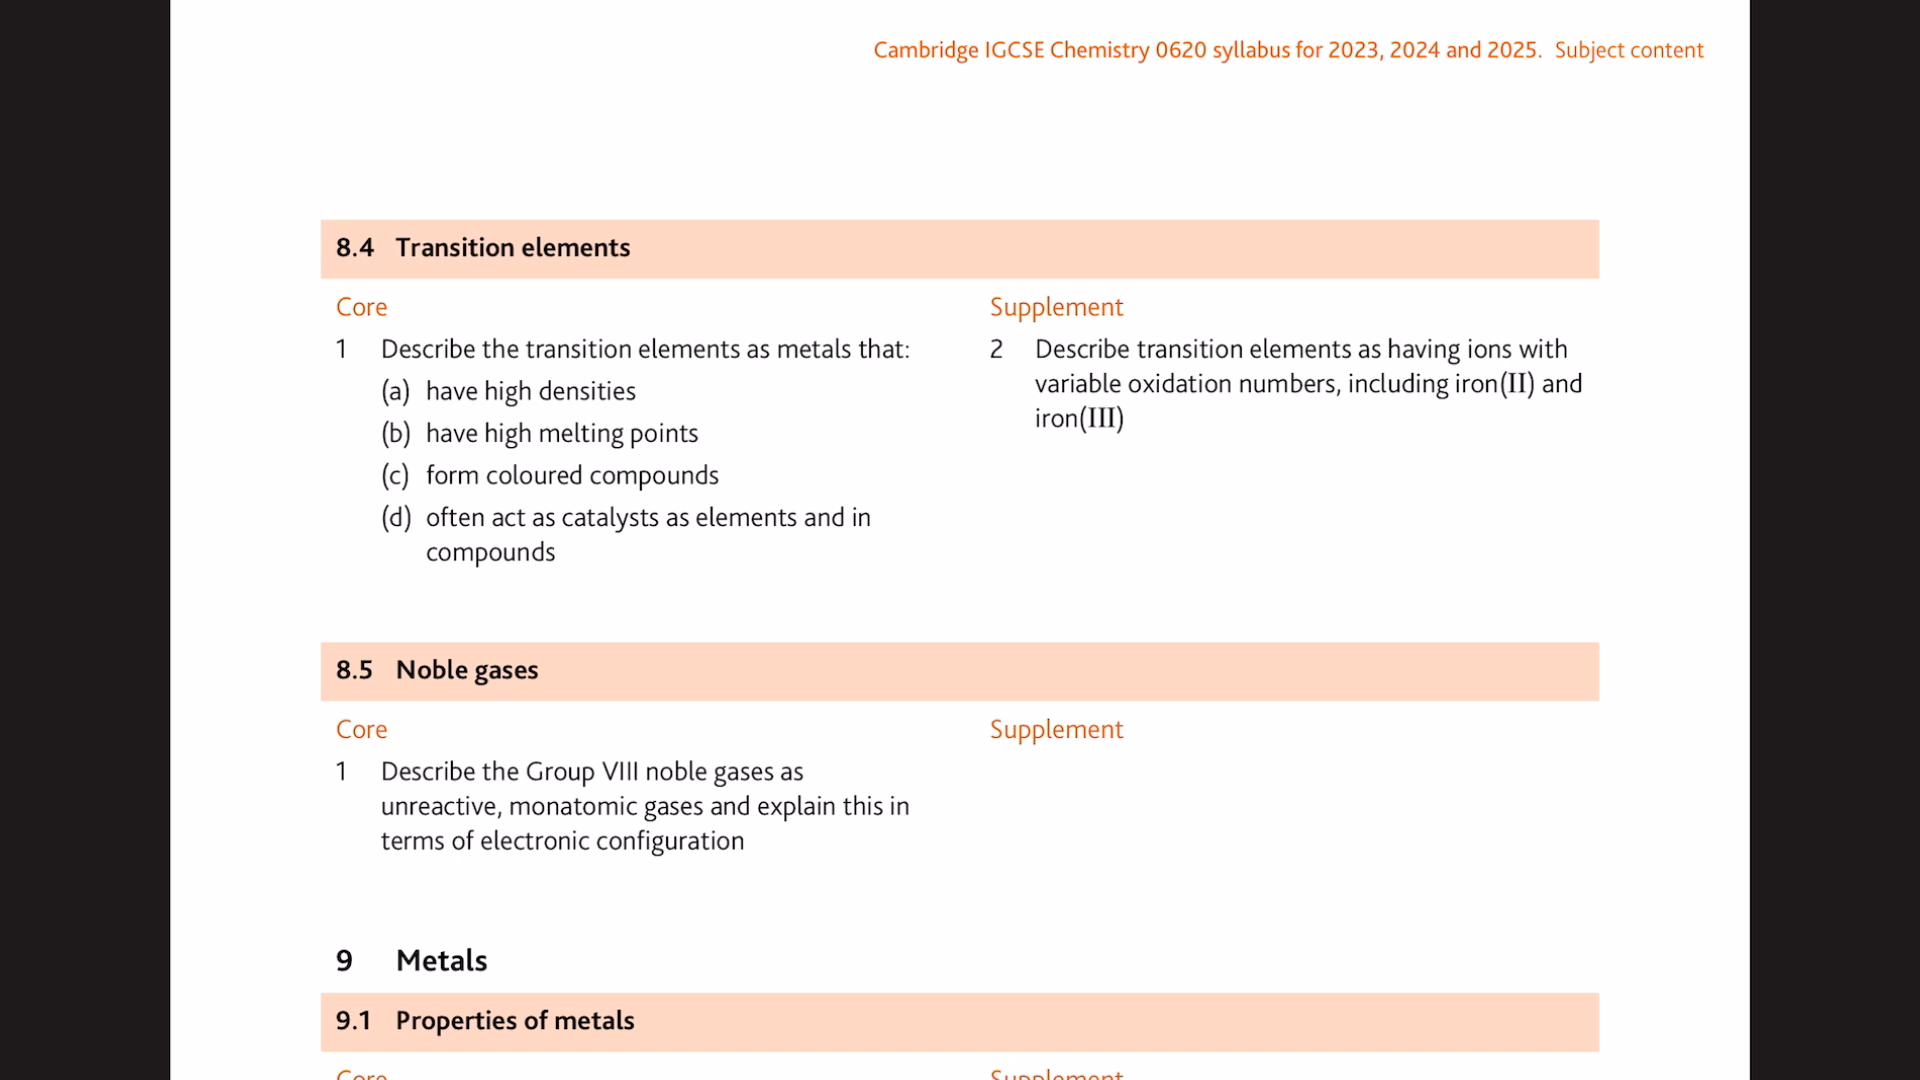 Cambridge IGCSE Chemistry 0620 syllabus for 2023, 2024 and 2025. Subject content
8.4 Transition elements
Core
1 Describe the transition elements as metals that:
(a) have high densities
(b) have high melting points
(c) form coloured compounds
(d) often act as catalysts as elements and in
compounds
Supplement
2 Describe transition elements as having ions with
variable oxidation numbers, including iron(II) and
iron(III)
8.5 Noble gases
Core
1 Describe the Group VIII noble gases as
unreactive, monatomic gases and explain this in
terms of electronic configuration
Supplement
9 Metals
9.1 Properties of metals
Core
Supplement